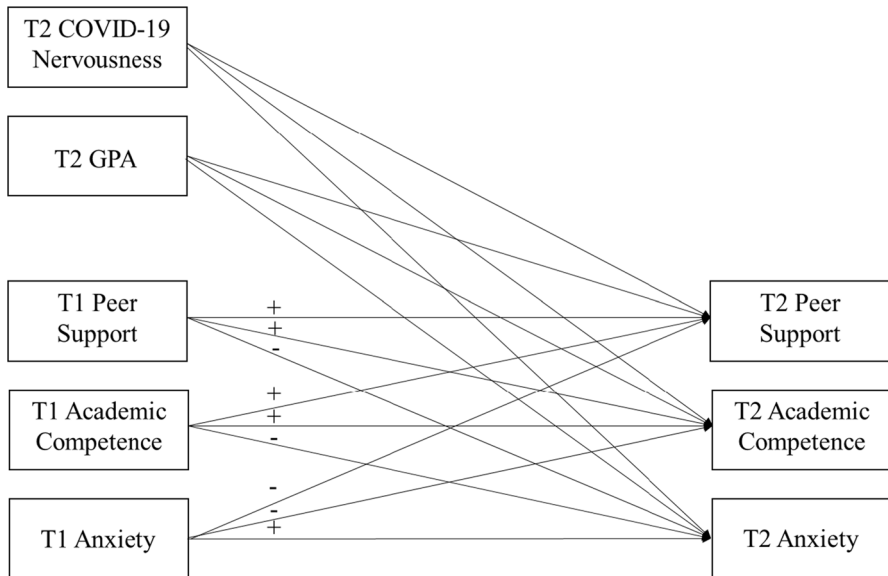 T2 COVID-19
Nervousness
T2 GPA
T1 Peer
Support
+
+
-
T2 Peer
Support
T1 Academic
Competence
+
+
-
T2 Academic
Competence
T1 Anxiety
-
-
+
T2 Anxiety